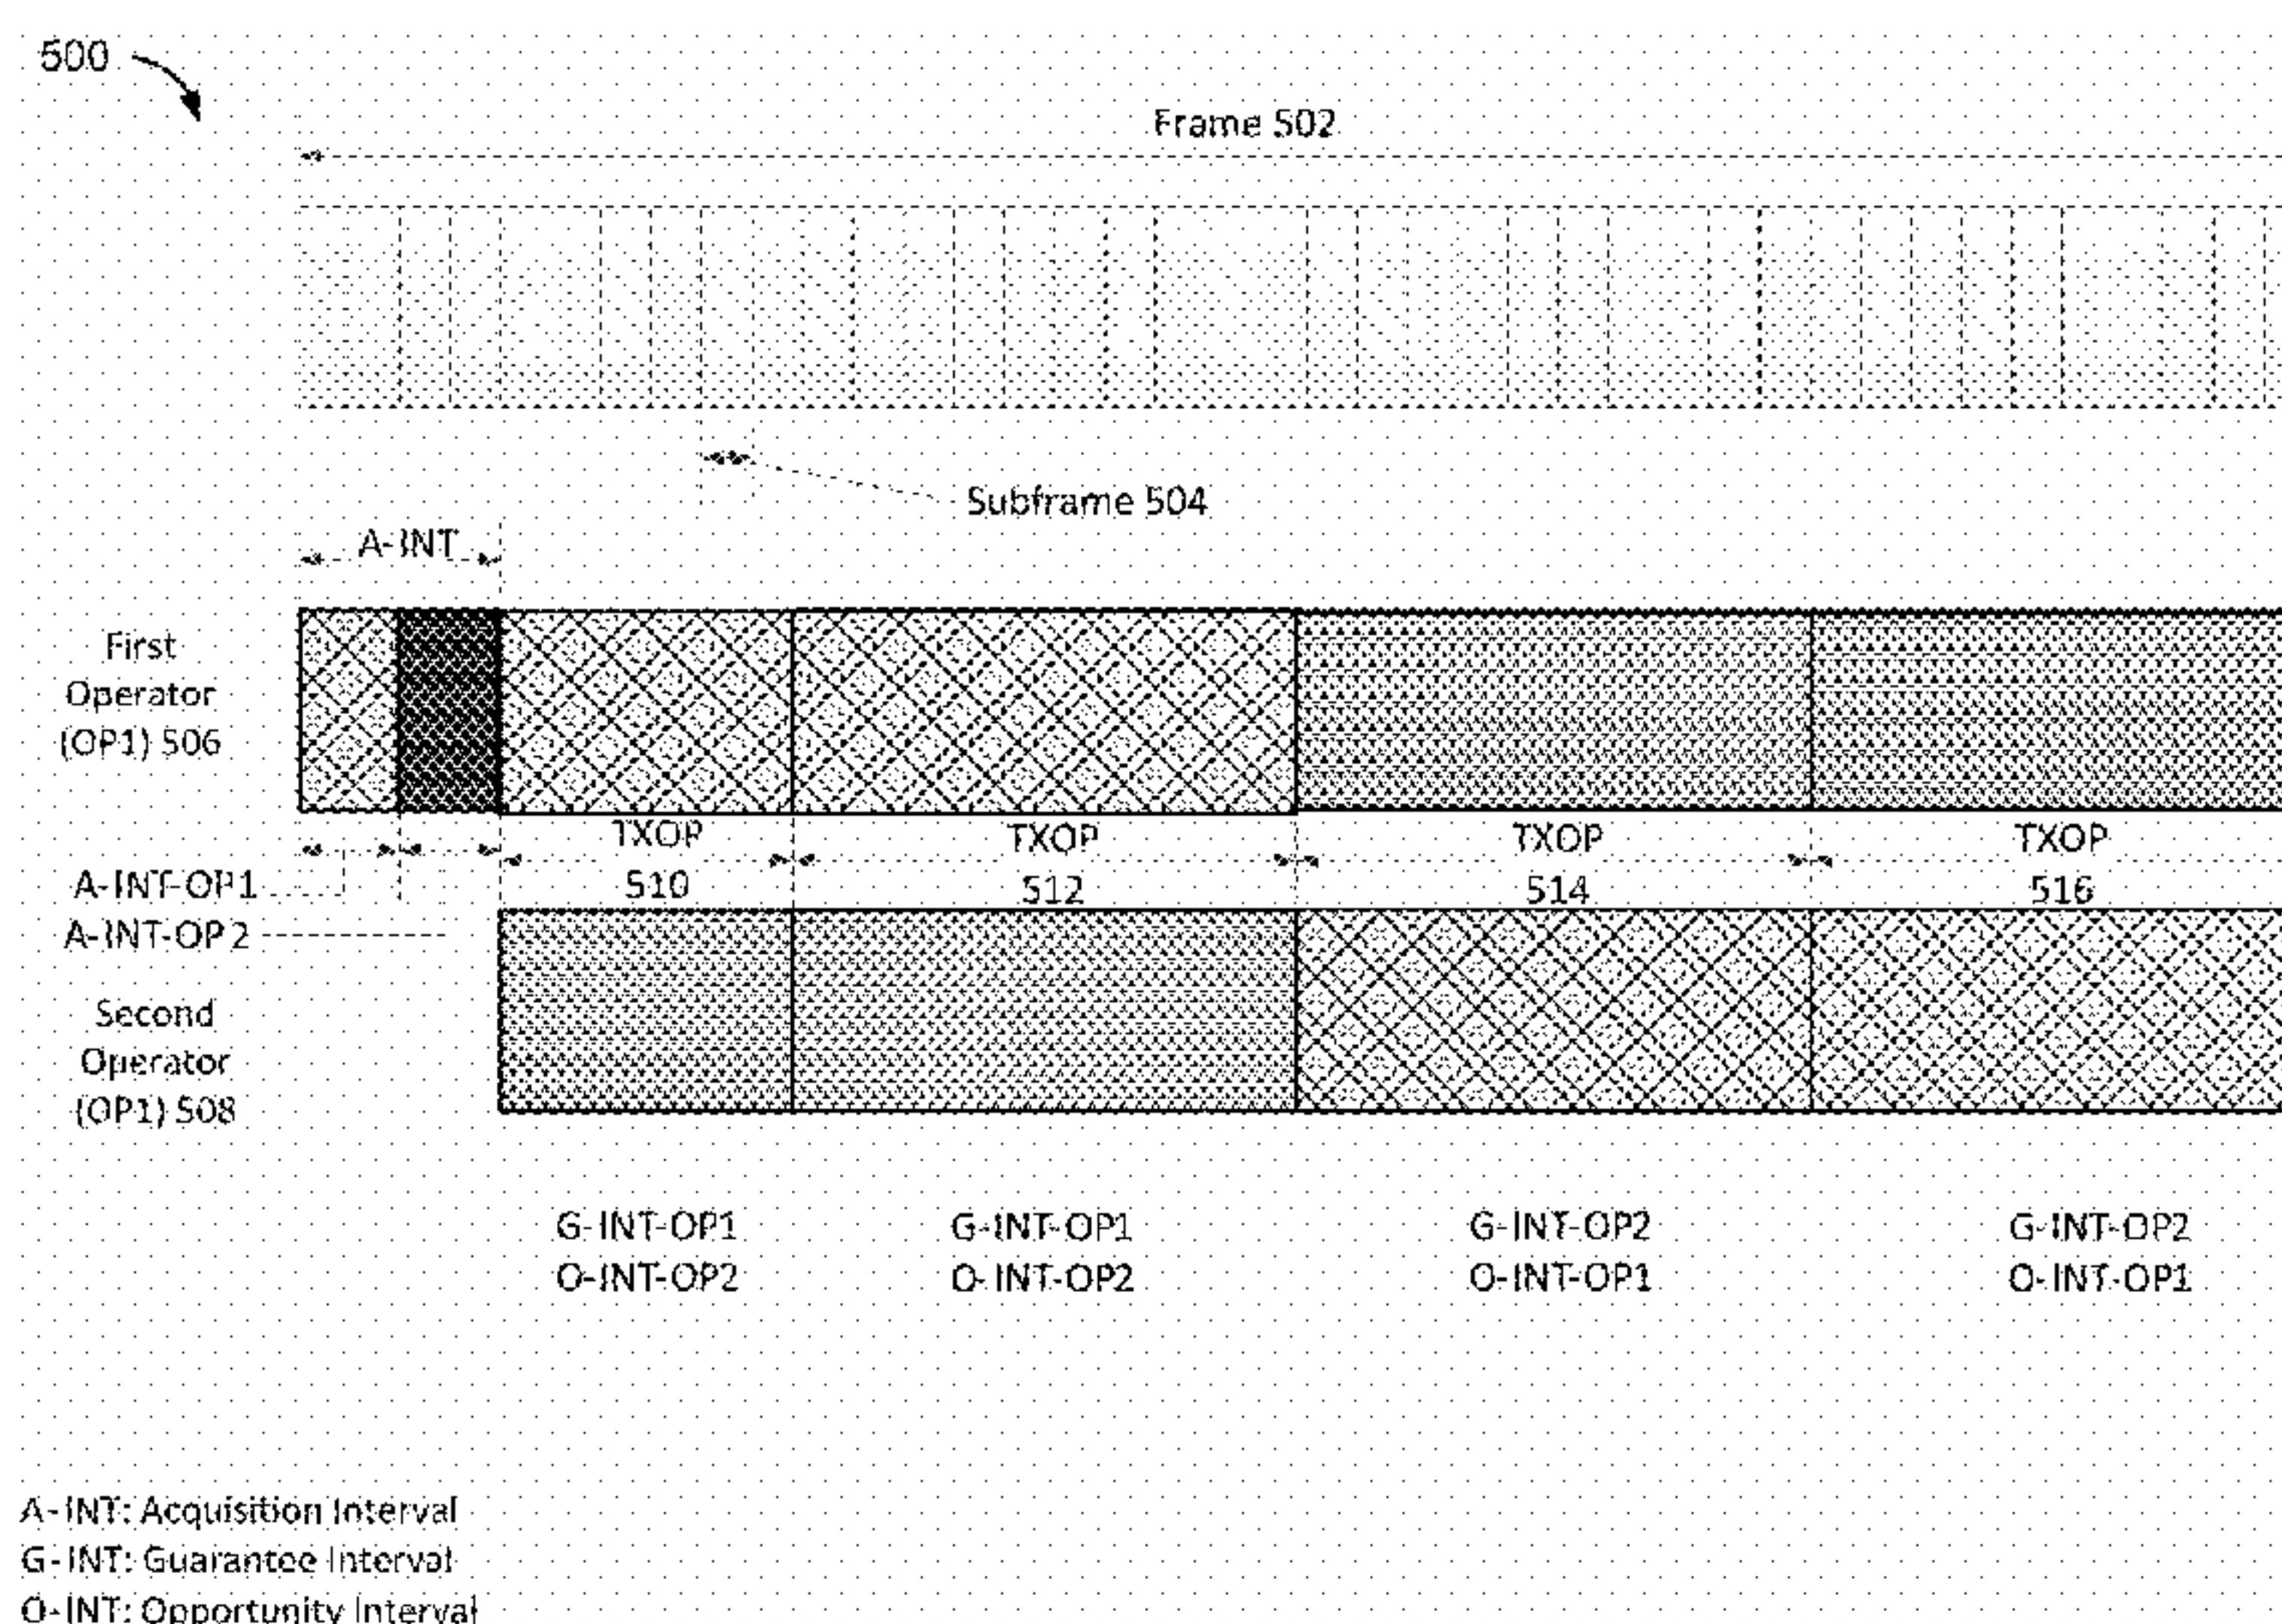 500
Frame 502
Subframe 504
A-INT
First
Operator
(OP1) 506
TXOP
510
TXOP
512
TXOP
514
TXOP
516
A-INT-OP1
A-INT-OP2
Second
Operator
(OP1) 508
G-INT-OP1
O-INT-OP2
G-INT-OP1
O-INT-OP2
G-INT-OP2
O-INT-OP1
G-INT-OP2
O-INT-OP1
A-INT: Acquisition Interval
G-INT: Guarantee Interval
O-INT: Opportunity Interval